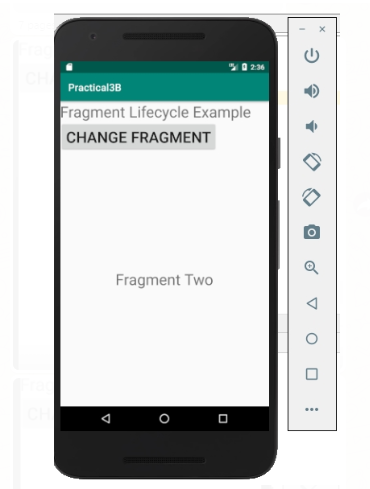 2:36
Practical3B
Fragment Lifecycle Example
CHANGE FRAGMENT
Fragment Two